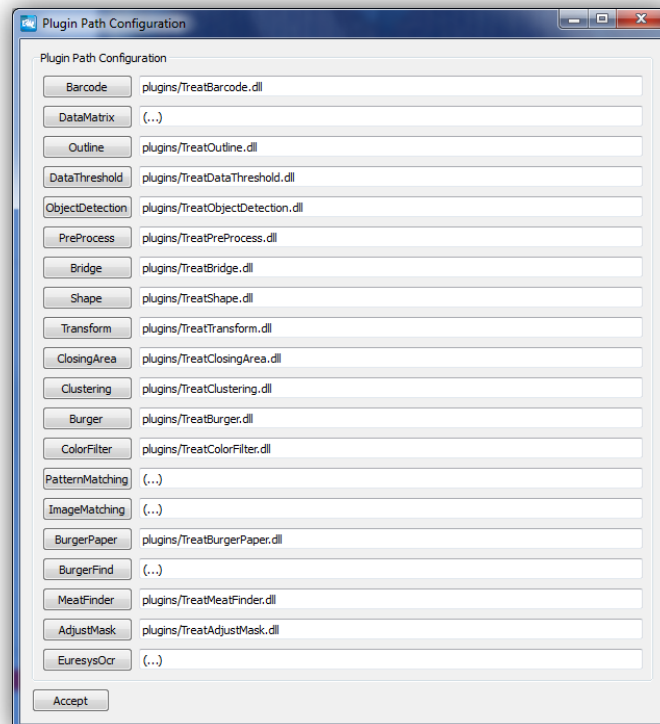 Plugin Path Configuration
Plugin Path Configuration
Barcode plugins/TreatBarcode.dll
DataMatrix (...)
Outline plugins/TreatOutline.dll
DataThreshold plugins/TreatDataThreshold.dll
ObjectDetection plugins/TreatObjectDetection.dll
PreProcess plugins/TreatPreProcess.dll
Bridge plugins/TreatBridge.dll
Shape plugins/TreatShape.dll
Transform plugins/TreatTransform.dll
ClosingArea plugins/TreatClosingArea.dll
Clustering plugins/TreatClustering.dll
Burger plugins/TreatBurger.dll
ColorFilter plugins/TreatColorFilter.dll
PatternMatching (...)
ImageMatching (...)
BurgerPaper plugins/TreatBurgerPaper.dll
BurgerFind (...)
MeatFinder plugins/TreatMeatFinder.dll
AdjustMask plugins/TreatAdjustMask.dll
EuresysOcr (...)
Accept